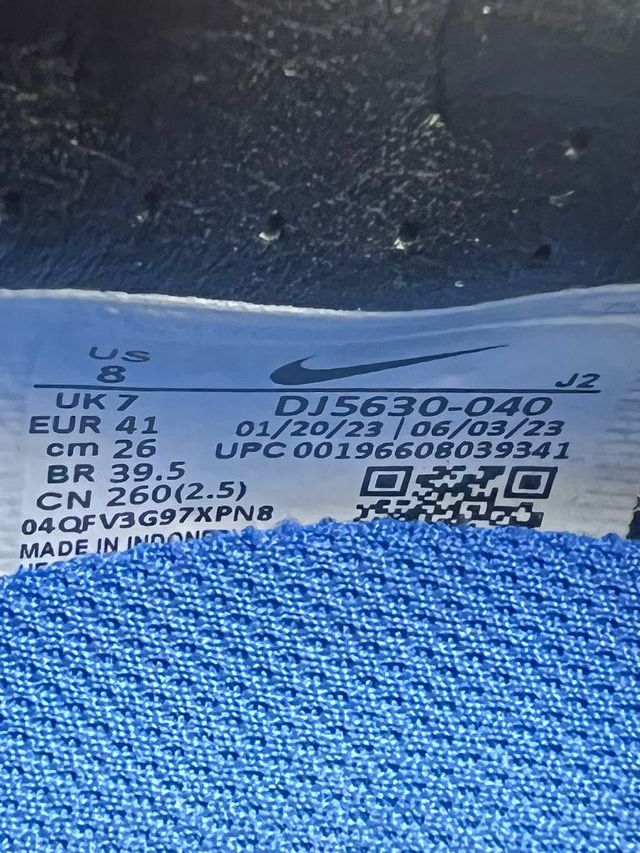 US
8
J2
UK 7
EUR 41
cm 26
BR 39.5
CN 260(2.5)
04QFV3G97XPN8
MADE IN
DJ5630-040
01/20/23 | 06/03/23
UPC 00196608039341